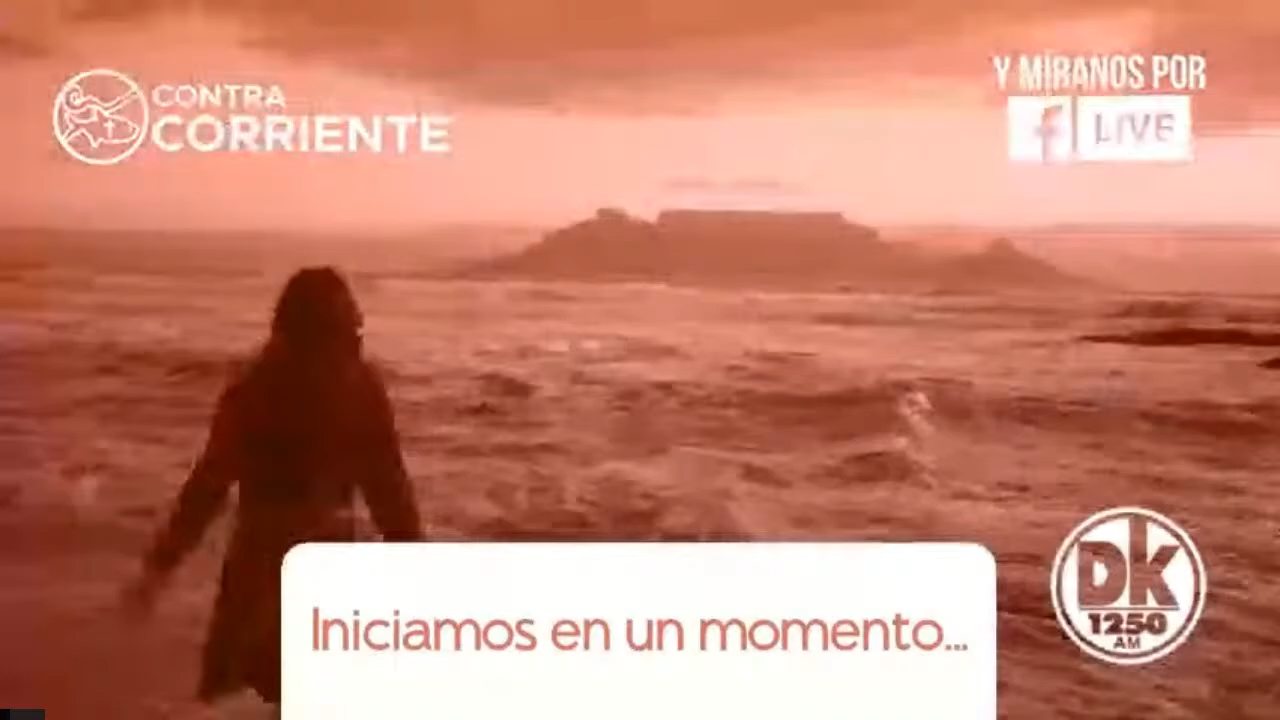 CONTRA
CORRIENTE
Y MÍRANOS POR
f LIVE
Iniciamos en un momento...
DK
1250
AM